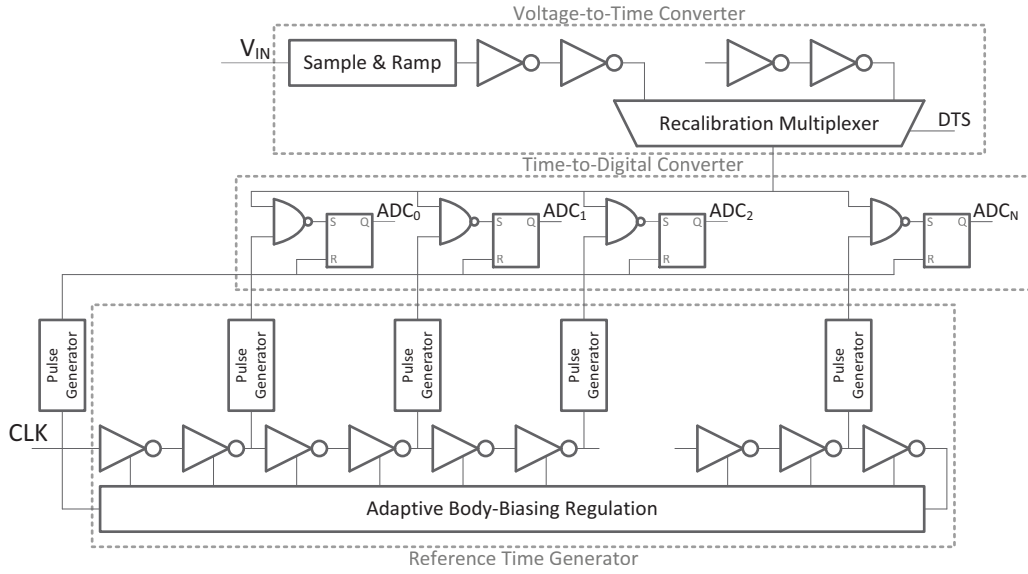 Voltage-to-Time Converter
V_IN
Sample & Ramp
Recalibration Multiplexer
DTS
Time-to-Digital Converter
ADC_0
ADC_1
ADC_2
ADC_N
S Q
S Q
S Q
S Q
R
R
R
R
Pulse Generator
Pulse Generator
Pulse Generator
Pulse Generator
Pulse Generator
CLK
Adaptive Body-Biasing Regulation
Reference Time Generator